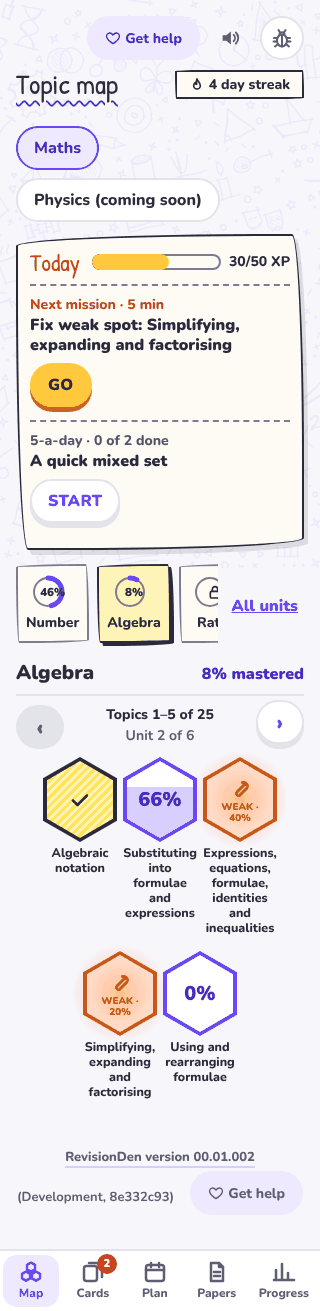 Get help
Topic map
4 day streak
Maths
Physics (coming soon)
Today
30/50 XP
Next mission · 5 min
Fix weak spot: Simplifying,
expanding and factorising
GO
5-a-day · 0 of 2 done
A quick mixed set
START
46%
8%
Number
Algebra
Rat
All units
Algebra
8% mastered
Topics 1–5 of 25
Unit 2 of 6
66%
WEAK ·
40%
Algebraic
notation
Substituting
into
formulae
and
expressions
Expressions,
equations,
formulae,
identities
and
inequalities
WEAK ·
20%
0%
Simplifying,
expanding
and
factorising
Using and
rearranging
formulae
RevisionDen version 00.01.002
(Development, 8e332c93)
Get help
2
Map
Cards
Plan
Papers
Progress